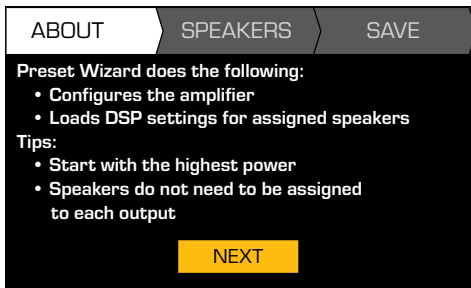 ABOUT SPEAKERS SAVE
Preset Wizard does the following:
• Configures the amplifier
• Loads DSP settings for assigned speakers
Tips:
• Start with the highest power
• Speakers do not need to be assigned
to each output
NEXT